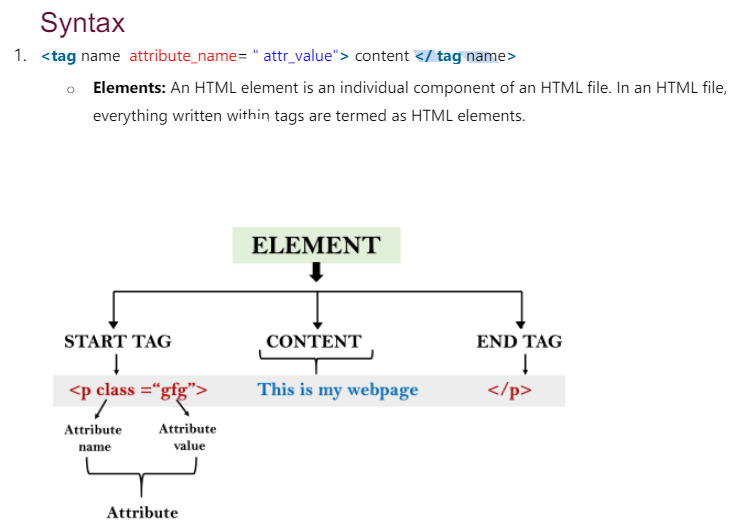 Syntax
1. <tag name attribute_name= " attr_value"> content </ tag name>
○ Elements: An HTML element is an individual component of an HTML file. In an HTML file,
everything written within tags are termed as HTML elements.
ELEMENT
START TAG CONTENT END TAG
<p class =“gfg”> This is my webpage </p>
Attribute Attribute
name value
Attribute